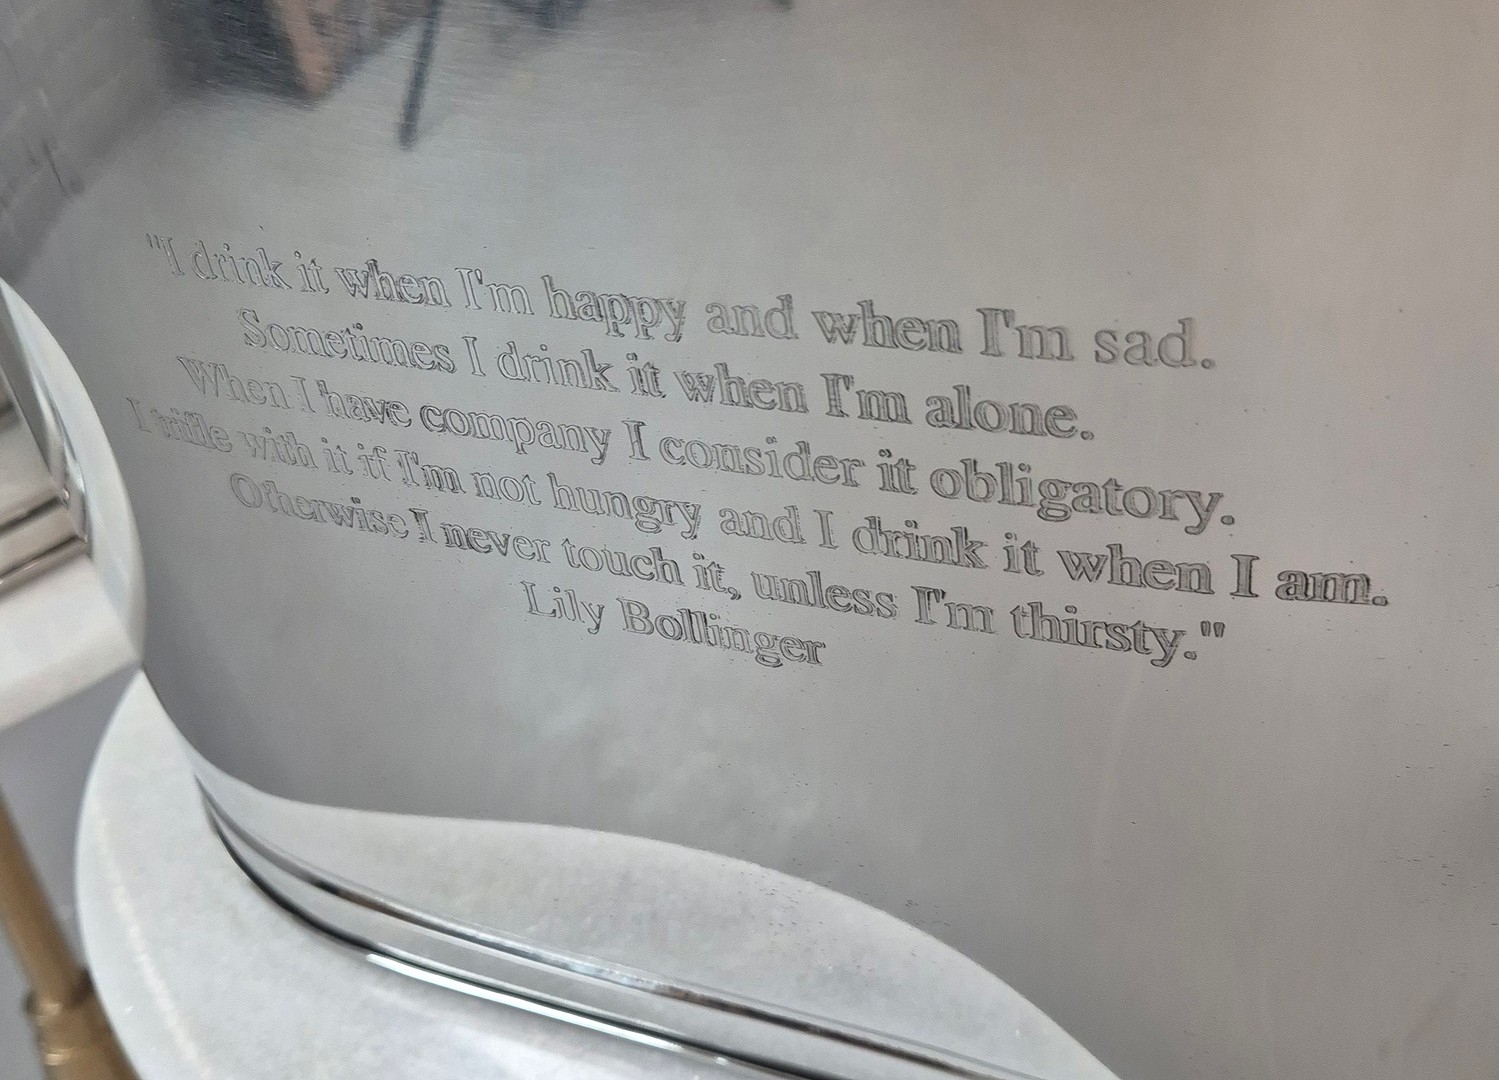 "I drink it when I'm happy and when I'm sad.
Sometimes I drink it when I'm alone.
When I have company I consider it obligatory.
I trifle with it if I'm not hungry and I drink it when I am.
Otherwise I never touch it, unless I'm thirsty."
Lily Bollinger